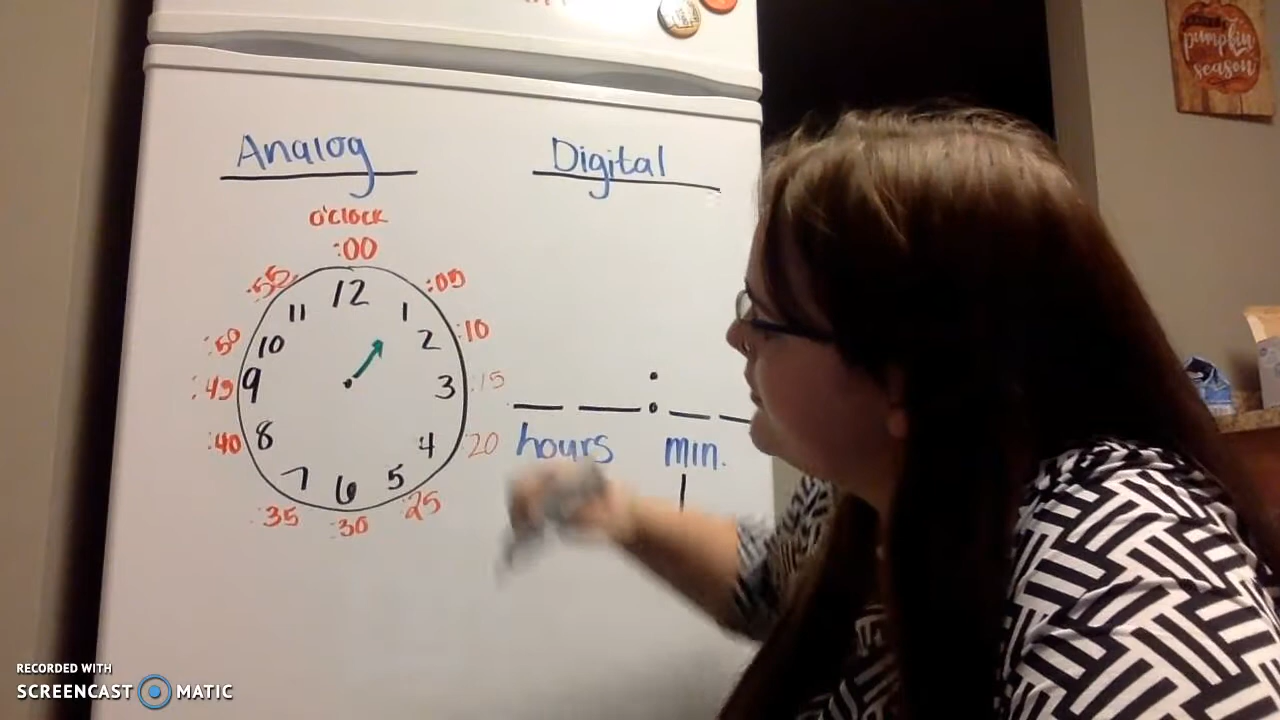 pumpkin
season
Analog
Digital
o'clock
:00
:55
:05
12
11
1
:50
10
2
:10
:45
9
3
:15
:40
8
4
20
hours
min.
7
6
5
:35
:30
:25
RECORDED WITH
SCREENCAST MATIC